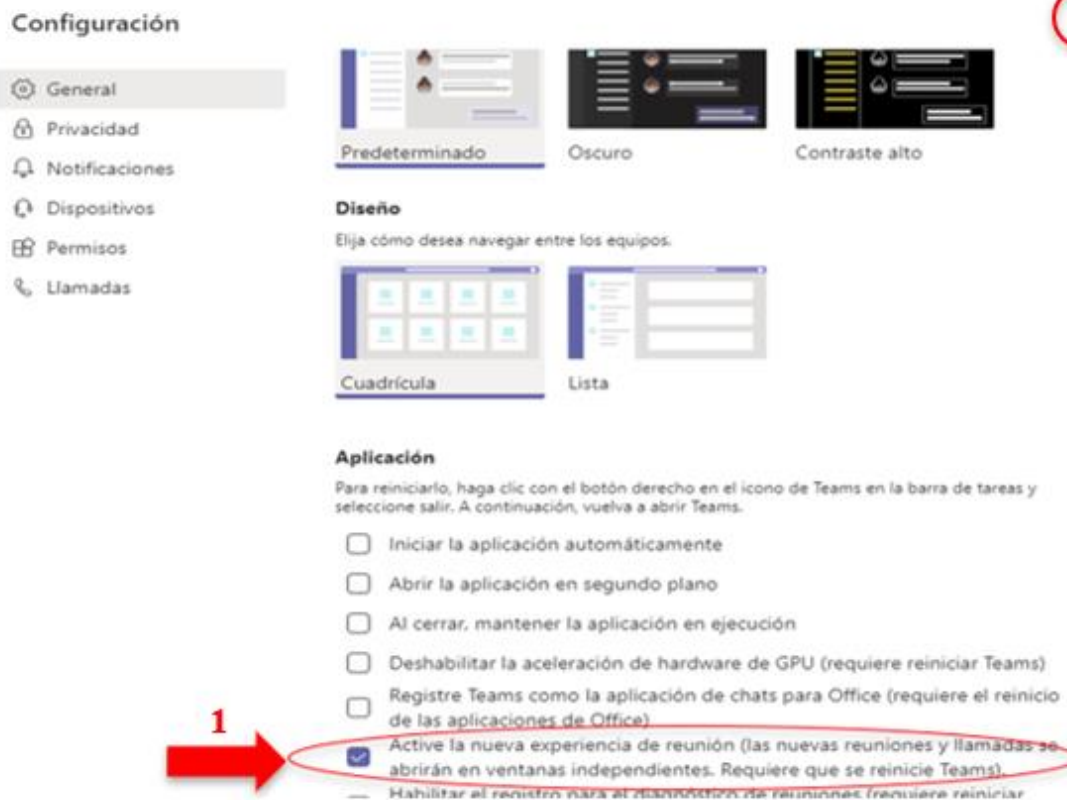 Configuración
General
Privacidad
Notificaciones
Dispositivos
Permisos
Llamadas
Predeterminado
Oscuro
Contraste alto
Diseño
Elija cómo desea navegar entre los equipos.
Cuadrícula
Lista
Aplicación
Para reiniciarlo, haga clic con el botón derecho en el icono de Teams en la barra de tareas y
seleccione salir. A continuación, vuelva a abrir Teams.
Iniciar la aplicación automáticamente
Abrir la aplicación en segundo plano
Al cerrar, mantener la aplicación en ejecución
Deshabilitar la aceleración de hardware de GPU (requiere reiniciar Teams)
Registre Teams como la aplicación de chats para Office (requiere el reinicio
de las aplicaciones de Office)
1
Active la nueva experiencia de reunión (las nuevas reuniones y llamadas se
abrirán en ventanas independientes. Requiere que se reinicie Teams).
Habilitar el registro para el diagnóstico de reuniones (requiere reiniciar